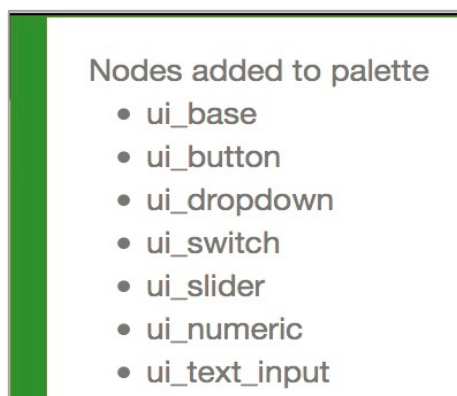 Nodes added to palette
• ui_base
• ui_button
• ui_dropdown
• ui_switch
• ui_slider
• ui_numeric
• ui_text_input